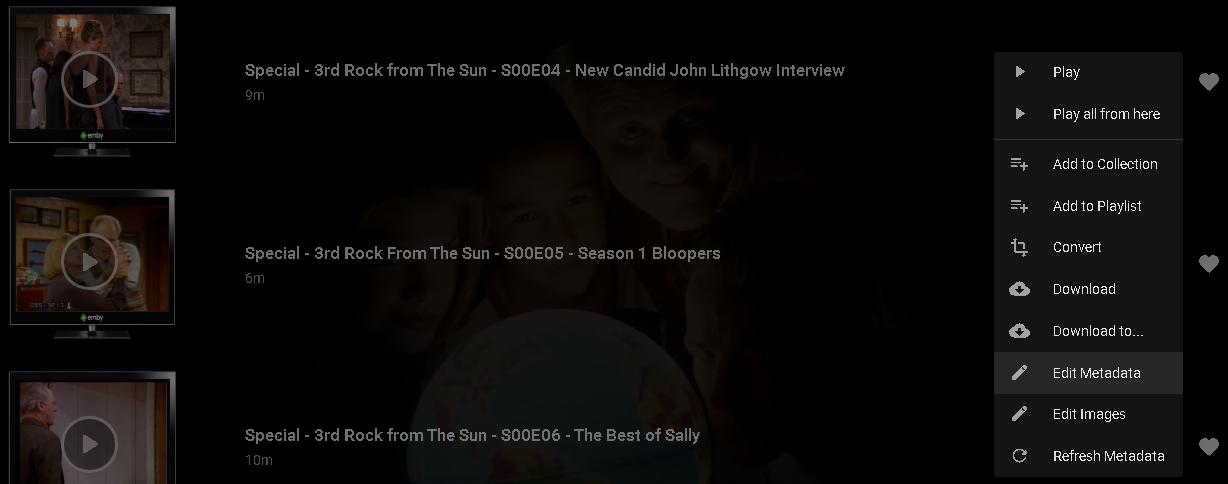 emby
Special - 3rd Rock from The Sun - S00E04 - New Candid John Lithgow Interview
9m
emby
Special - 3rd Rock From The Sun - S00E05 - Season 1 Bloopers
6m
Special - 3rd Rock from The Sun - S00E06 - The Best of Sally
10m
Play
Play all from here
Add to Collection
Add to Playlist
Convert
Download
Download to...
Edit Metadata
Edit Images
Refresh Metadata